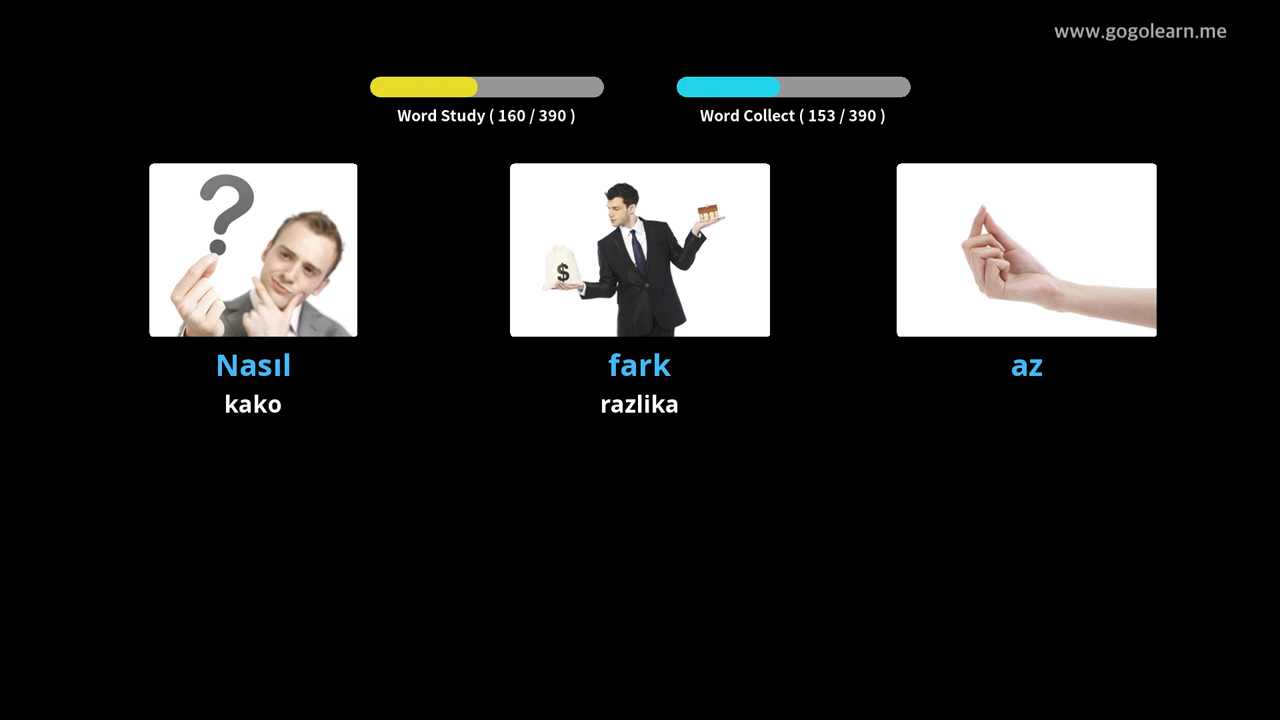 www.gogolearn.me
Word Study ( 160 / 390 )
Word Collect ( 153 / 390 )
?
$
Nasıl
fark
az
kako
razlika